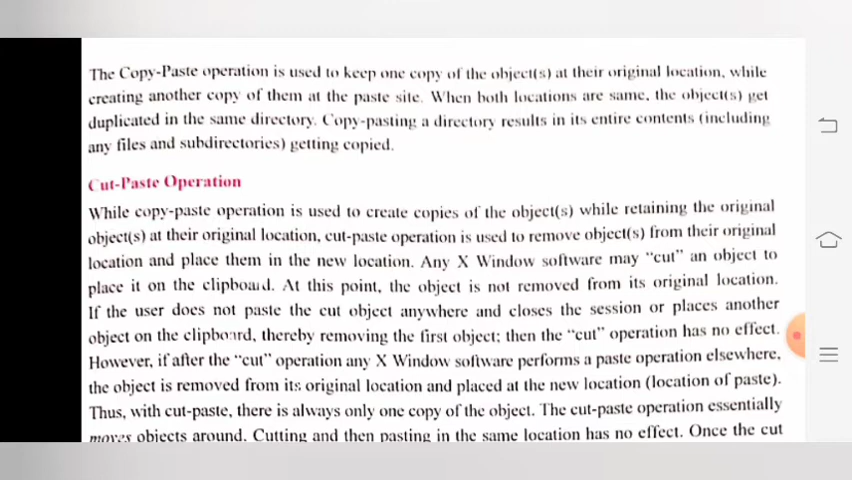 The Copy-Paste operation is used to keep one copy of the object(s) at their original location, while
creating another copy of them at the paste site. When both locations are same, the object(s) get
duplicated in the same directory. Copy-pasting a directory results in its entire contents (including
any files and subdirectories) getting copied.
Cut-Paste Operation
While copy-paste operation is used to create copies of the object(s) while retaining the original
object(s) at their original location, cut-paste operation is used to remove object(s) from their original
location and place them in the new location. Any X Window software may “cut” an object to
place it on the clipboard. At this point, the object is not removed from its original location.
If the user does not paste the cut object anywhere and closes the session or places another
object on the clipboard, thereby removing the first object; then the “cut” operation has no effect.
However, if after the “cut” operation any X Window software performs a paste operation elsewhere,
the object is removed from its original location and placed at the new location (location of paste).
Thus, with cut-paste, there is always only one copy of the object. The cut-paste operation essentially
moves objects around. Cutting and then pasting in the same location has no effect. Once the cut